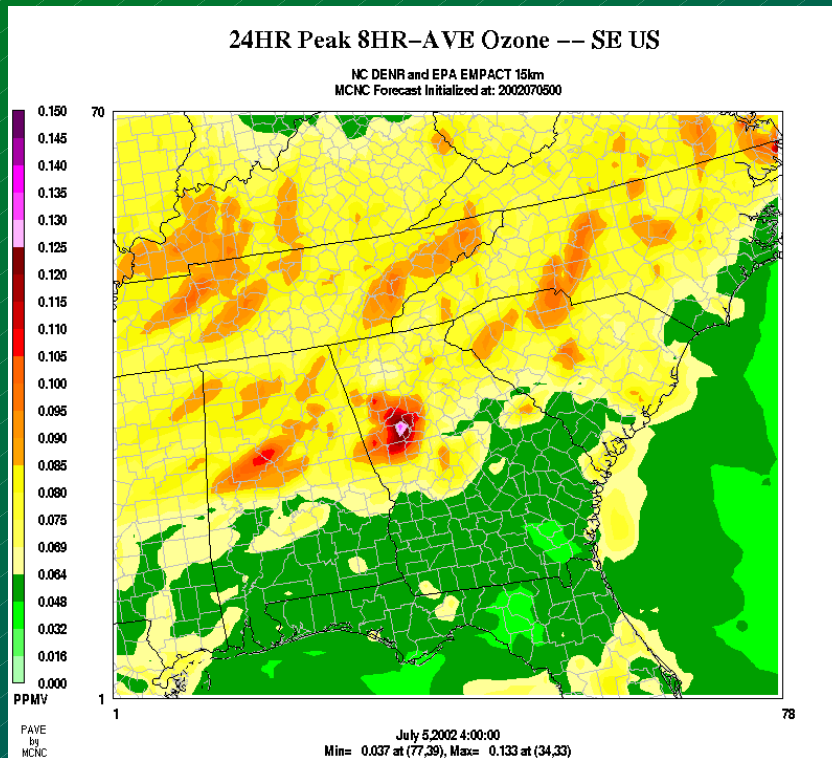 24HR Peak 8HR-AVE Ozone -- SE US
NC DENR and EPA EMPACT 15km
MCNC Forecast Initialized at: 2002070500
70
0.150
0.145
0.140
0.135
0.130
0.125
0.120
0.115
0.110
0.105
0.100
0.095
0.090
0.085
0.080
0.075
0.069
0.064
0.048
0.032
0.016
0.000
PPMV
1
1
78
PAVE
by
MCNC
July 5,2002 4:00:00
Min= 0.037 at (77,39), Max= 0.133 at (34,33)